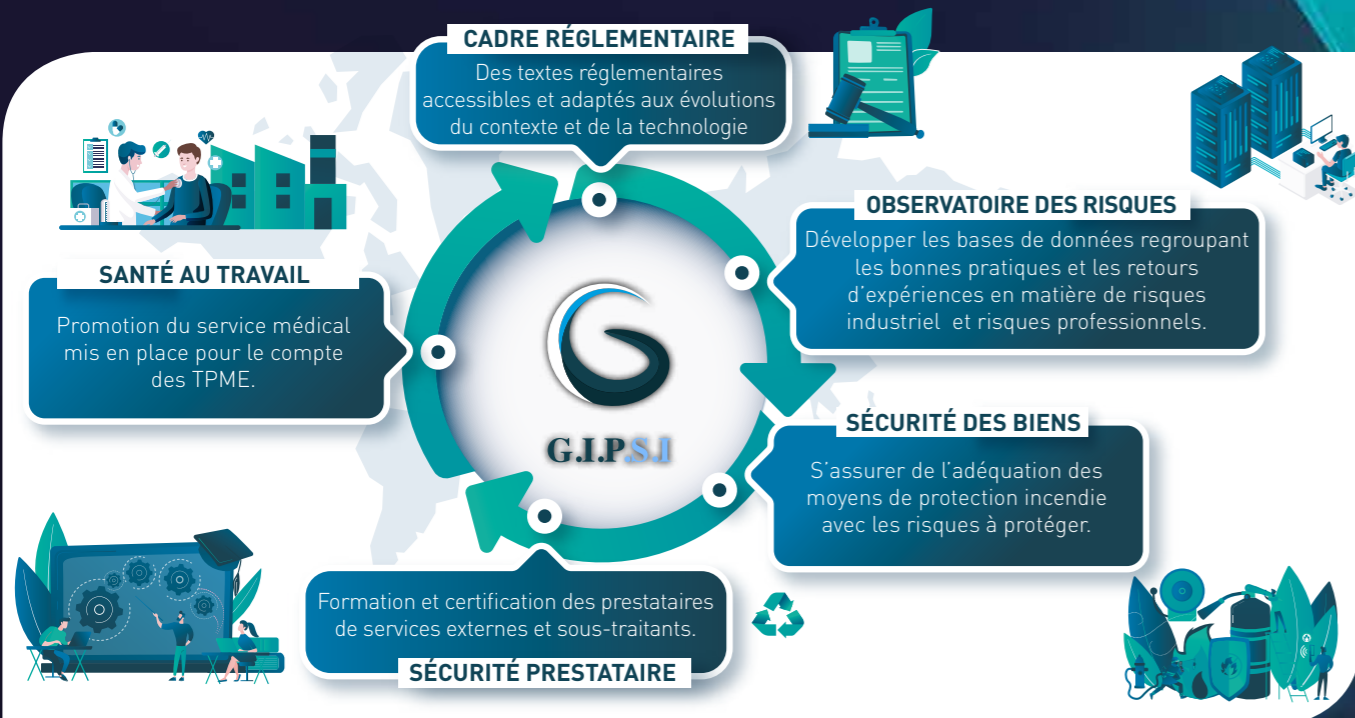 CADRE RÉGLEMENTAIRE
Des textes réglementaires
accessibles et adaptés aux évolutions
du contexte et de la technologie
OBSERVATOIRE DES RISQUES
Développer les bases de données regroupant
les bonnes pratiques et les retours
d'expériences en matière de risques
industriel et risques professionnels.
SÉCURITÉ DES BIENS
S'assurer de l'adéquation des
moyens de protection incendie
avec les risques à protéger.
Formation et certification des prestataires
de services externes et sous-traitants.
SÉCURITÉ PRESTATAIRE
SANTÉ AU TRAVAIL
Promotion du service médical
mis en place pour le compte
des TPME.
G.I.P.S.I